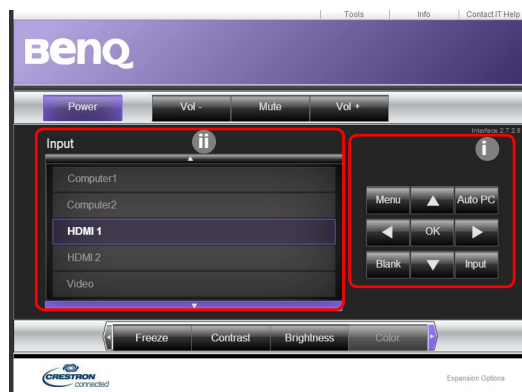 Tools Info Contact IT Help
BenQ
Power Vol - Mute Vol +
Interface 2.7.2.8
Input ii i
Computer1
Computer2
HDMI 1
HDMI 2
Video
Menu Auto PC
OK
Blank Input
Freeze Contrast Brightness Color
CRESTRON
connected
Expansion Options